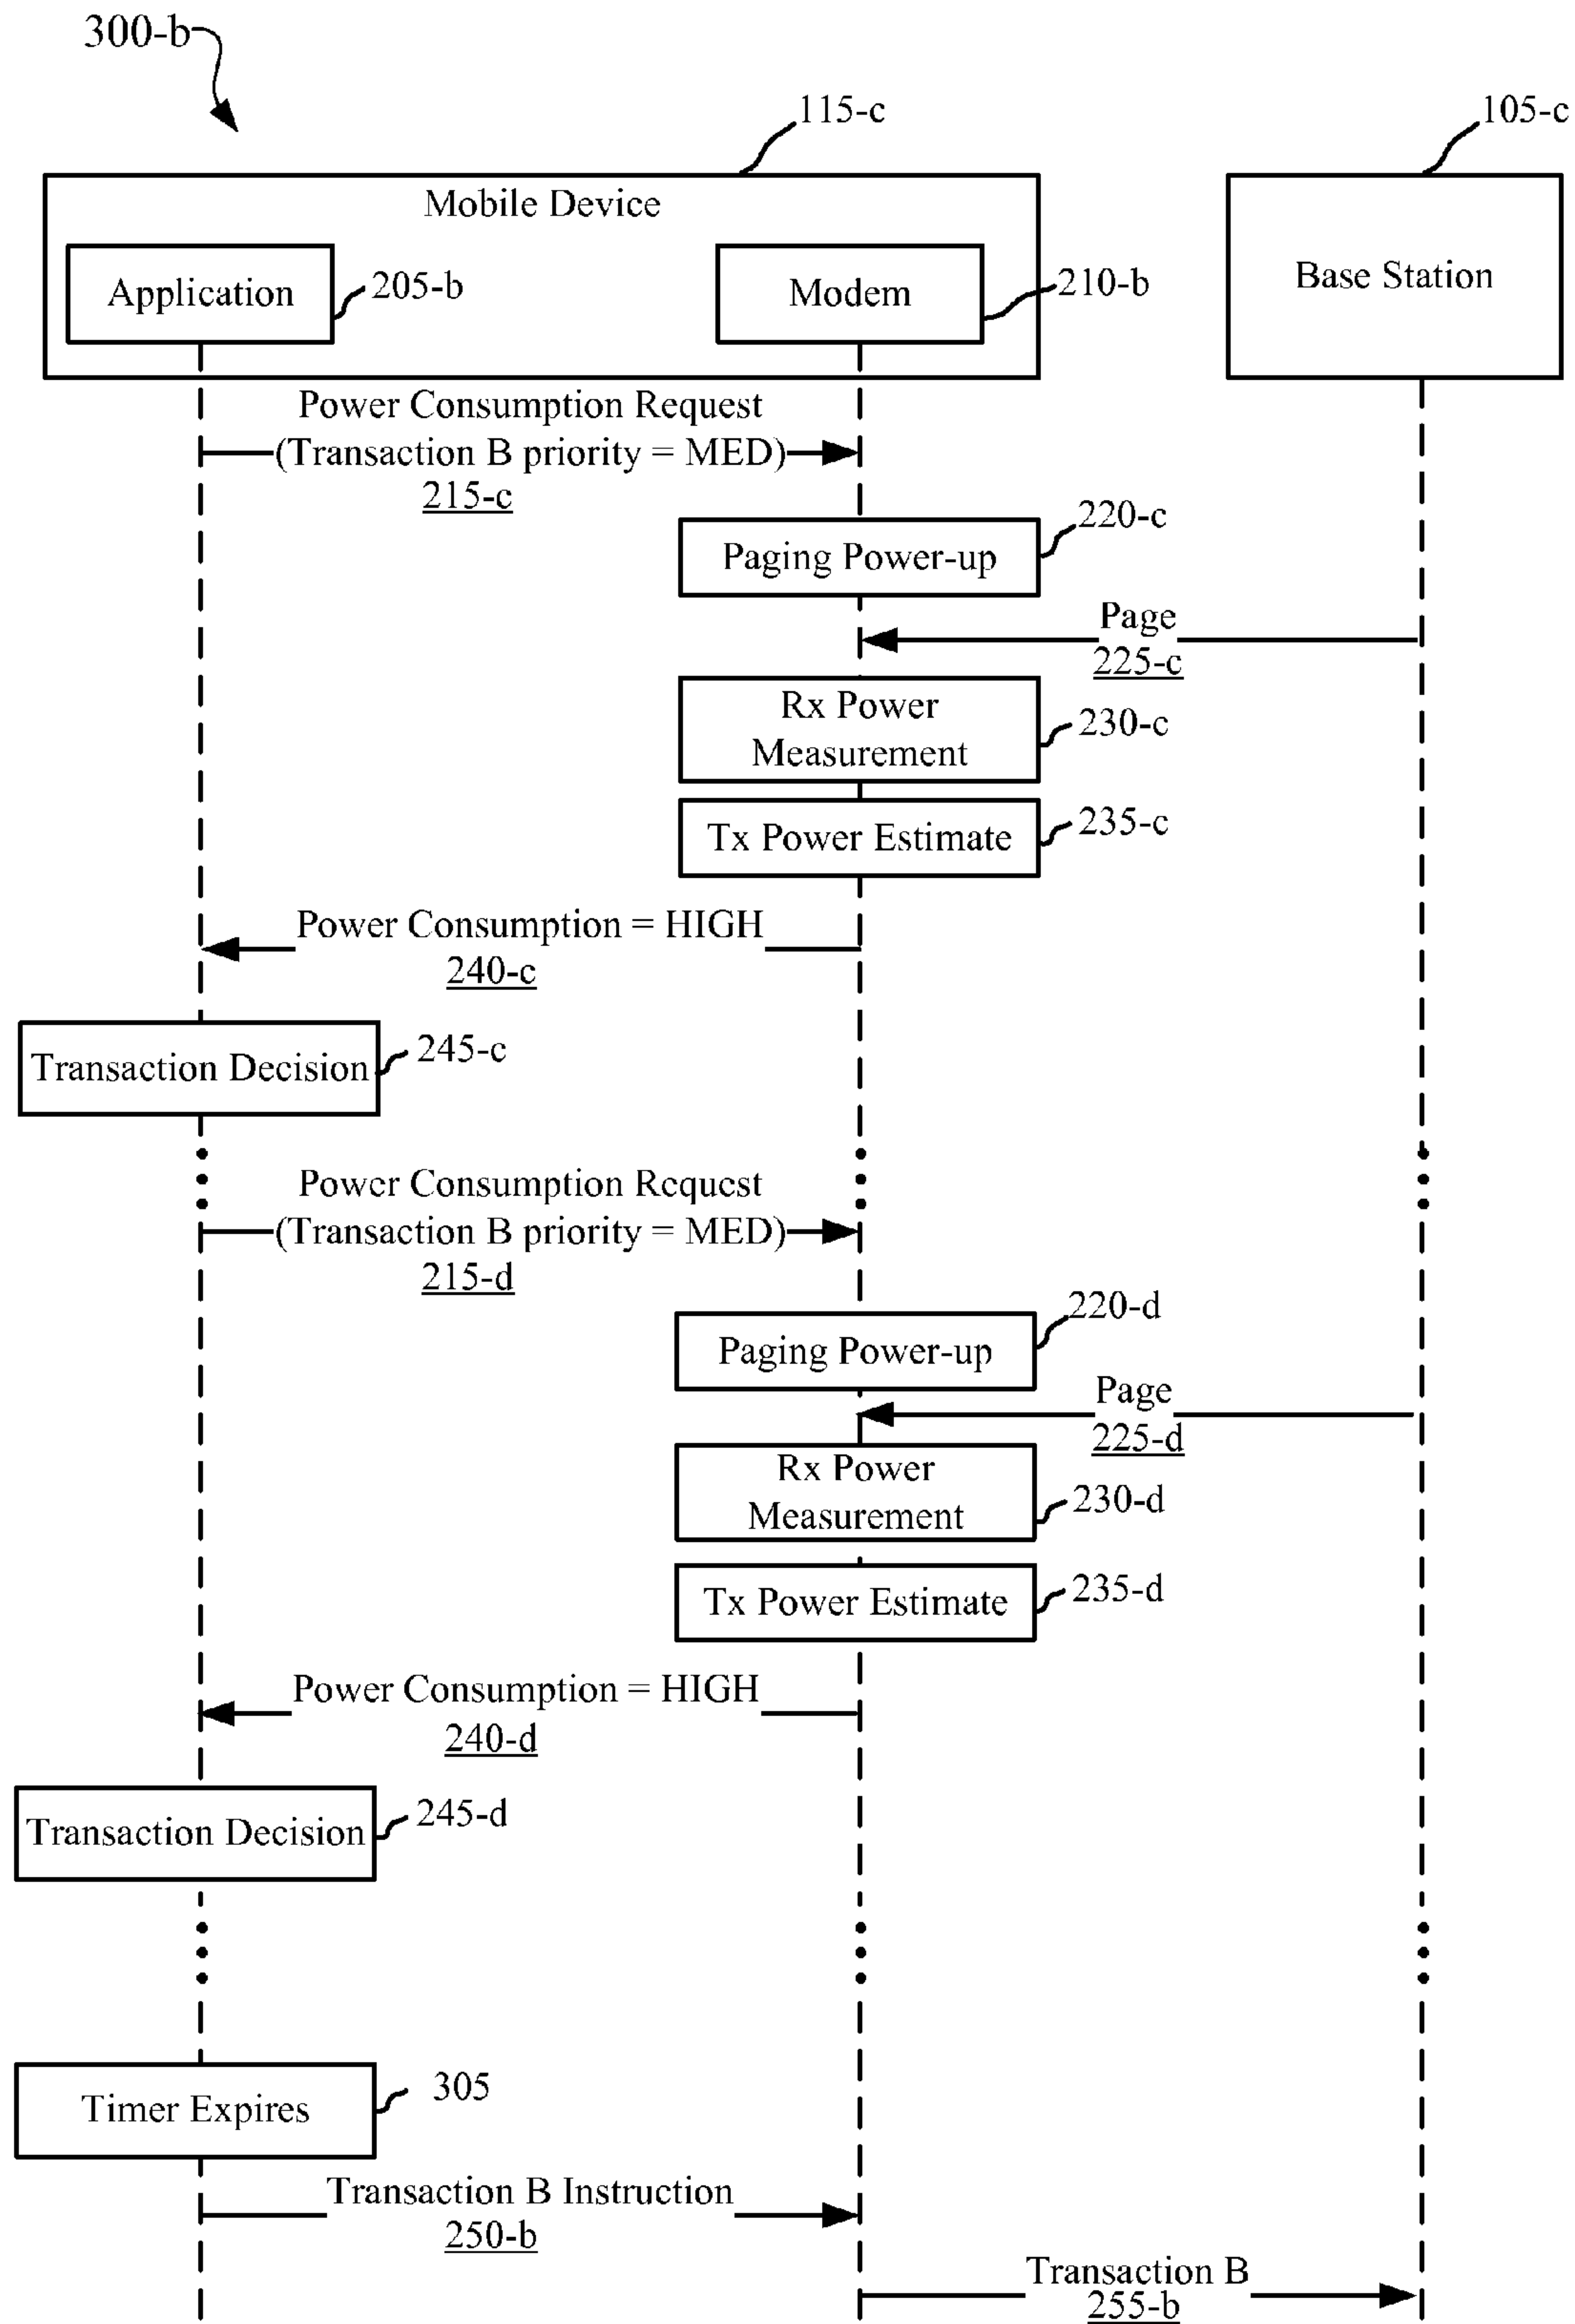 300-b
115-c
105-c
Mobile Device
Application
205-b
Modem
210-b
Base Station
Power Consumption Request
(Transaction B priority = MED)
215-c
220-c
Paging Power-up
Page
225-c
Rx Power
Measurement
230-c
Tx Power Estimate
235-c
Power Consumption = HIGH
240-c
Transaction Decision
245-c
Power Consumption Request
(Transaction B priority = MED)
215-d
220-d
Paging Power-up
Page
225-d
Rx Power
Measurement
230-d
Tx Power Estimate
235-d
Power Consumption = HIGH
240-d
Transaction Decision
245-d
Timer Expires
305
Transaction B Instruction
250-b
Transaction B
255-b